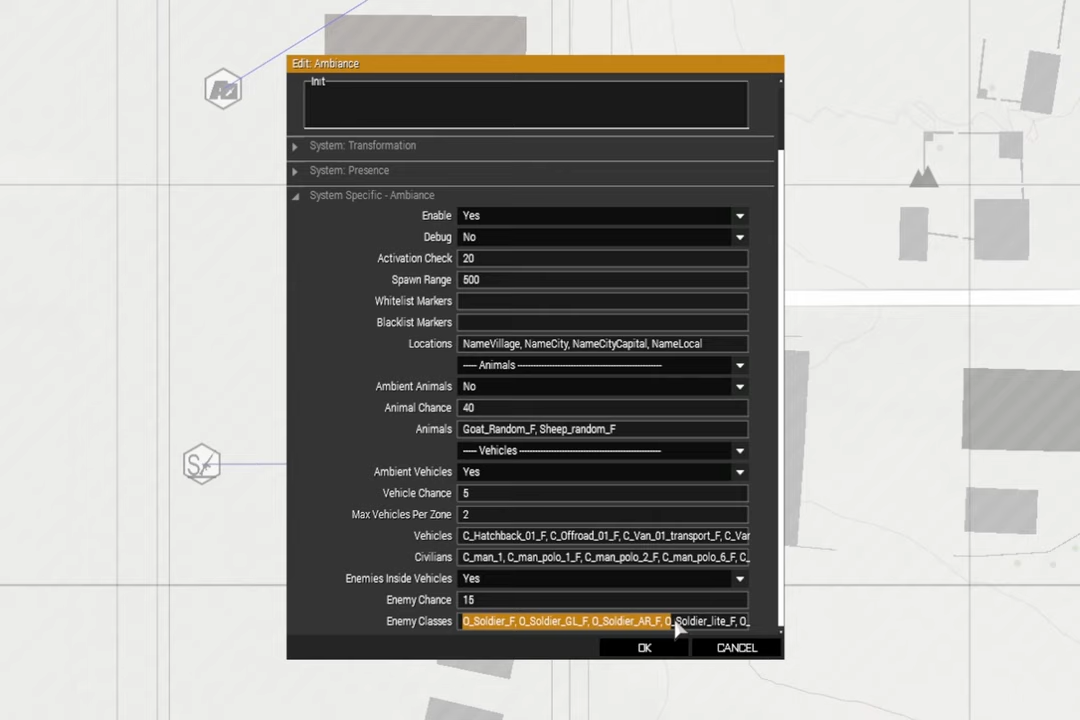 Edit: Ambiance
Init
System: Transformation
System: Presence
System Specific - Ambiance
Enable Yes
Debug No
Activation Check 20
Spawn Range 500
Whitelist Markers
Blacklist Markers
Locations NameVillage, NameCity, NameCityCapital, NameLocal
---- Animals ----------------------------------------------
Ambient Animals No
Animal Chance 40
Animals Goat_Random_F, Sheep_random_F
---- Vehicles ----------------------------------------------
Ambient Vehicles Yes
Vehicle Chance 5
Max Vehicles Per Zone 2
Vehicles C_Hatchback_01_F, C_Offroad_01_F, C_Van_01_transport_F, C_Var
Civilians C_man_1, C_man_polo_1_F, C_man_polo_2_F, C_man_polo_6_F, C_
Enemies Inside Vehicles Yes
Enemy Chance 15
Enemy Classes O_Soldier_F, O_Soldier_GL_F, O_Soldier_AR_F, O_Soldier_lite_F, O_
OK CANCEL